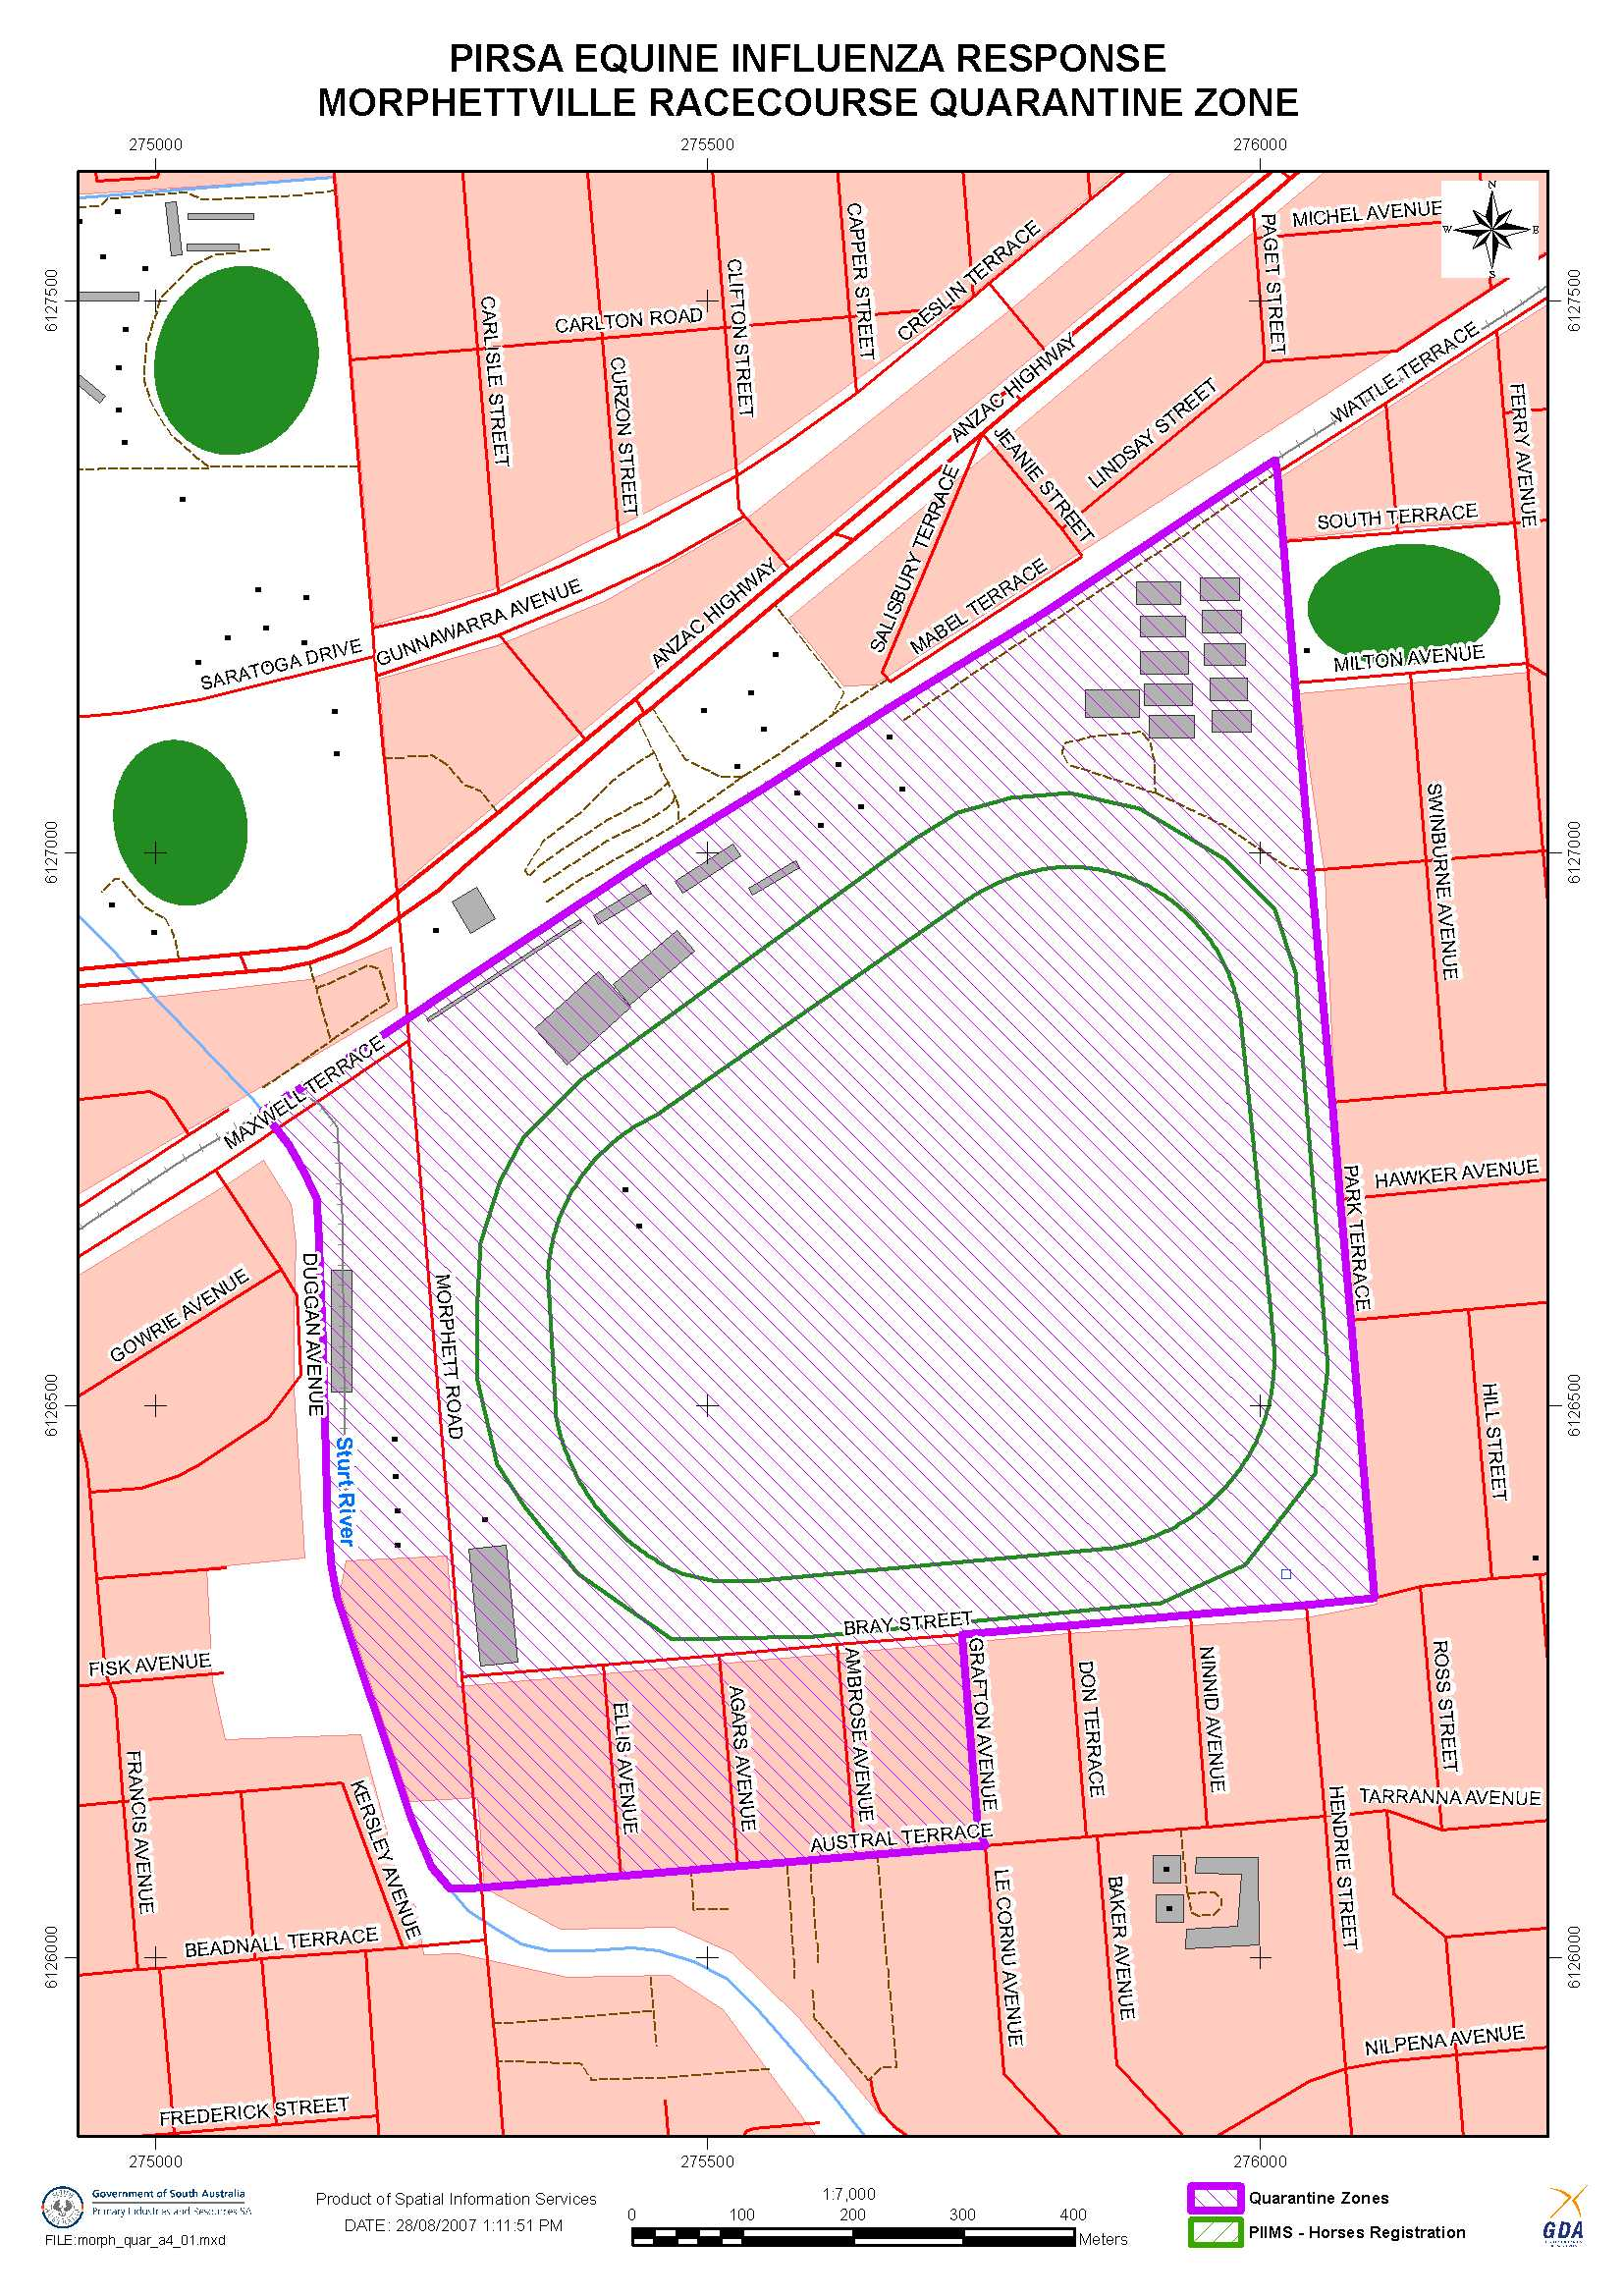 PIRSA EQUINE INFLUENZA RESPONSE
MORPHETTVILLE RACECOURSE QUARANTINE ZONE
275000
275500
276000
N
W
E
S
MICHEL AVENUE
PAGET STREET
CAPPER STREET
CRESLIN TERRACE
CLIFTON STREET
6127500
6127500
CARLISLE STREET
CARLTON ROAD
CURZON STREET
ANZAC HIGHWAY
WATTLE TERRACE
FERRY AVENUE
LINDSAY STREET
JEANIE STREET
SALISBURY TERRACE
SOUTH TERRACE
MABEL TERRACE
ANZAC HIGHWAY
GUNNAWARRA AVENUE
SARATOGA DRIVE
MILTON AVENUE
SWINBURNE AVENUE
6127000
6127000
MAXWELL TERRACE
HAWKER AVENUE
PARK TERRACE
GOWRIE AVENUE
DUGGAN AVENUE
MORPHETT ROAD
6126500
6126500
HILL STREET
Sturt River
BRAY STREET
FISK AVENUE
GRAFTON AVENUE
AMBROSE AVENUE
AGARS AVENUE
ELLIS AVENUE
DON TERRACE
NINNID AVENUE
ROSS STREET
FRANCIS AVENUE
KERSLEY AVENUE
TARRANNA AVENUE
HENDRIE STREET
AUSTRAL TERRACE
LE CORNU AVENUE
BAKER AVENUE
BEADNALL TERRACE
6126000
6126000
NILPENA AVENUE
FREDERICK STREET
275000
275500
276000
Government of South Australia
Primary Industries and Resources SA
FILE:morph_quar_a4_01.mxd
Product of Spatial Information Services
DATE: 28/08/2007 1:11:51 PM
1:7,000
0
100
200
300
400
Meters
Quarantine Zones
PIIMS - Horses Registration
GDA